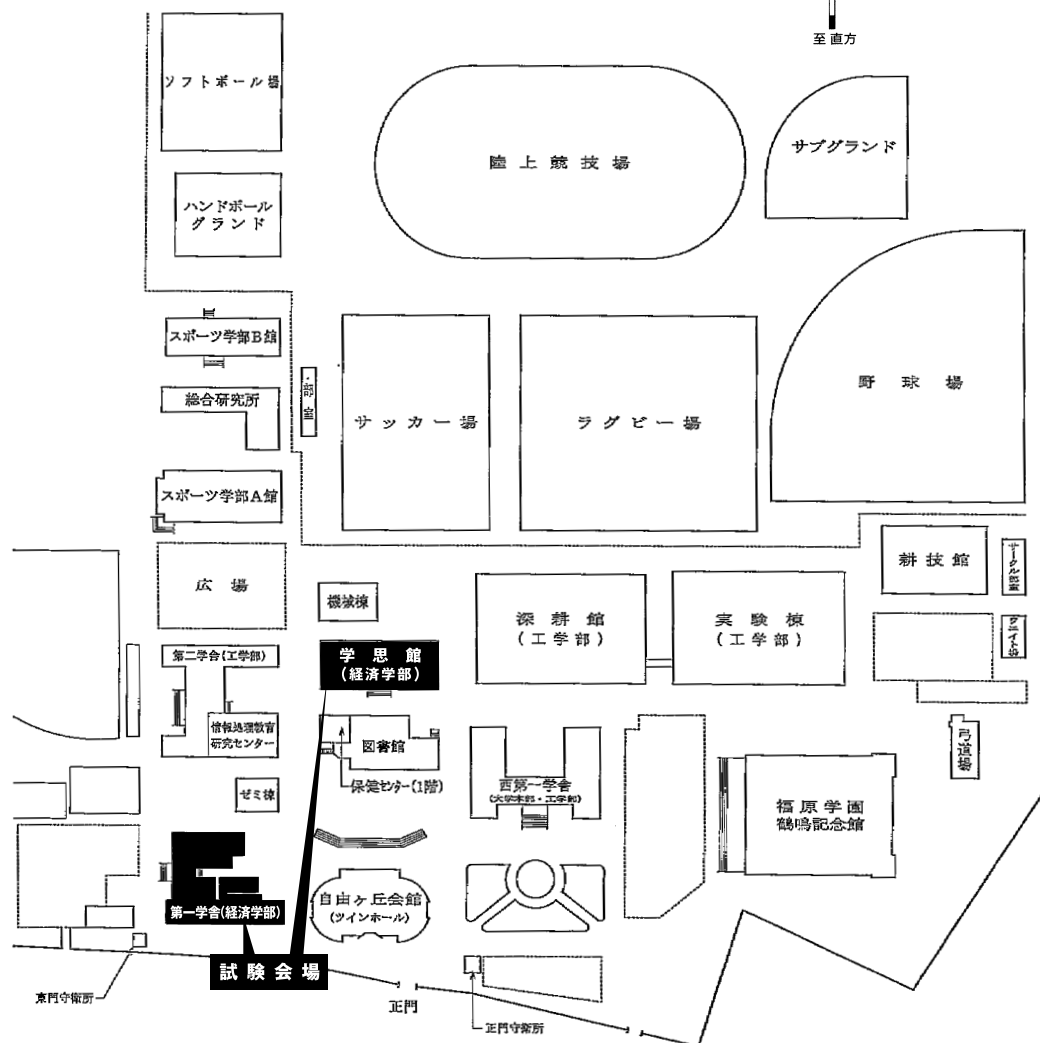 至 直方
ソフトボール場
陸上競技場
サブグランド
ハンドボール
グランド
スポーツ学部B館
総合研究所
部室
サッカー場
ラグビー場
野球場
スポーツ学部A館
広場
機械棟
深耕館
(工学部)
実験棟
(工学部)
耕技館
サークル部室
ウエイト場
第二学舎(工学部)
学思館
(経済学部)
情報処理教育
研究センター
図書館
保健センター(1階)
西第一学舎
(大学本部・工学部)
弓道場
ゼミ棟
福原学園
鶴鳴記念館
第一学舎(経済学部)
自由ヶ丘会館
(ツインホール)
試験会場
東門守衛所
正門
正門守衛所